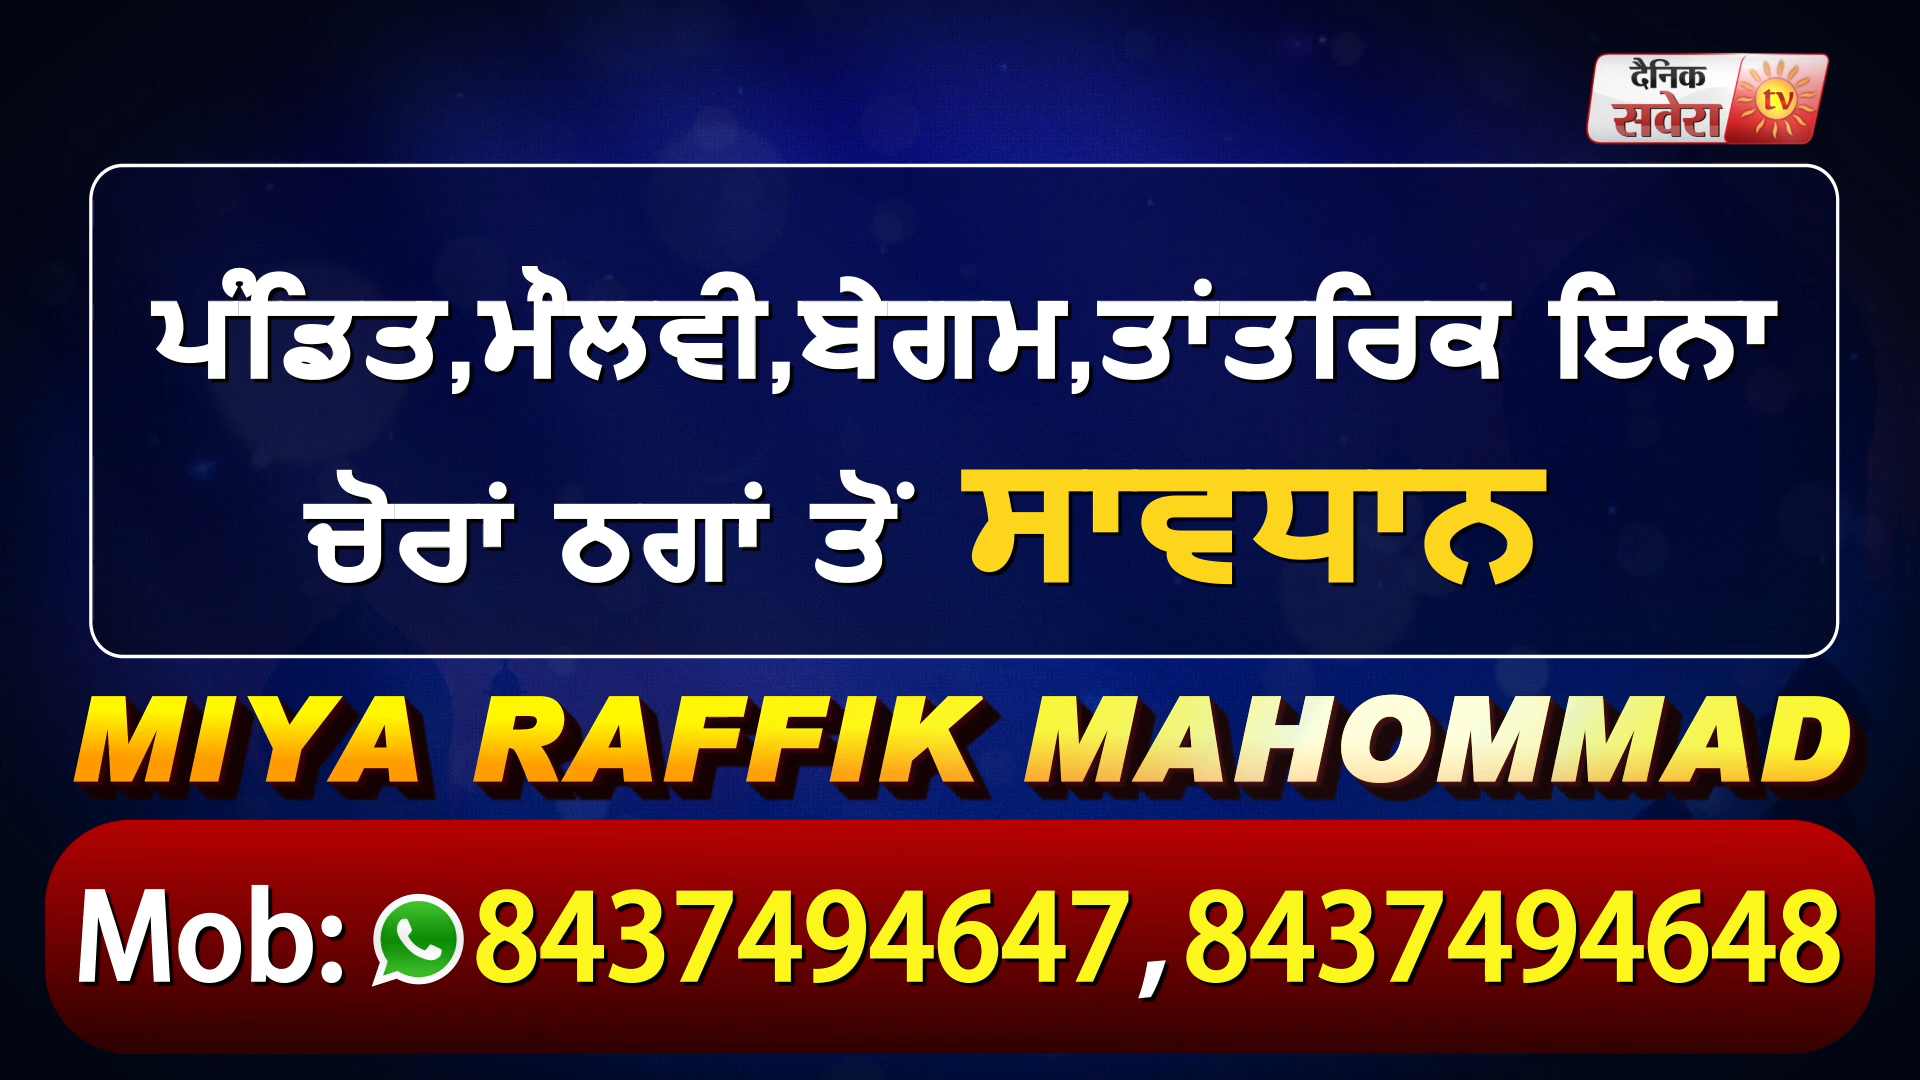 दैनिक
सवेरा tv
ਪੰਡਿਤ,ਮੌਲਵੀ,ਬੇਗਮ,ਤਾਂਤਰਿਕ ਇਨਾ
ਚੋਰਾਂ ਠਗਾਂ ਤੋਂ ਸਾਵਧਾਨ
MIYA RAFFIK MAHOMMAD
Mob: 8437494647,8437494648